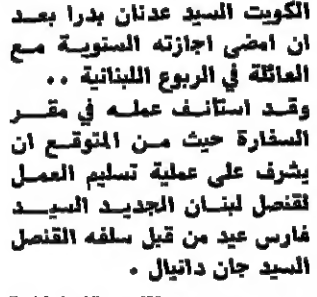 الكويت السيد عدنان بدرا بعد
ان امضى اجازته السنوية مع
العائلة في الربوع اللبنانية ..
وقد استأنف عمله في مقر
السفارة حيث من المتوقع ان
يشرف على عملية تسليم العمل
لقنصل لبنان الجديد السيد
فارس عيد من قبل سلفه القنصل
السيد جان دانيال .